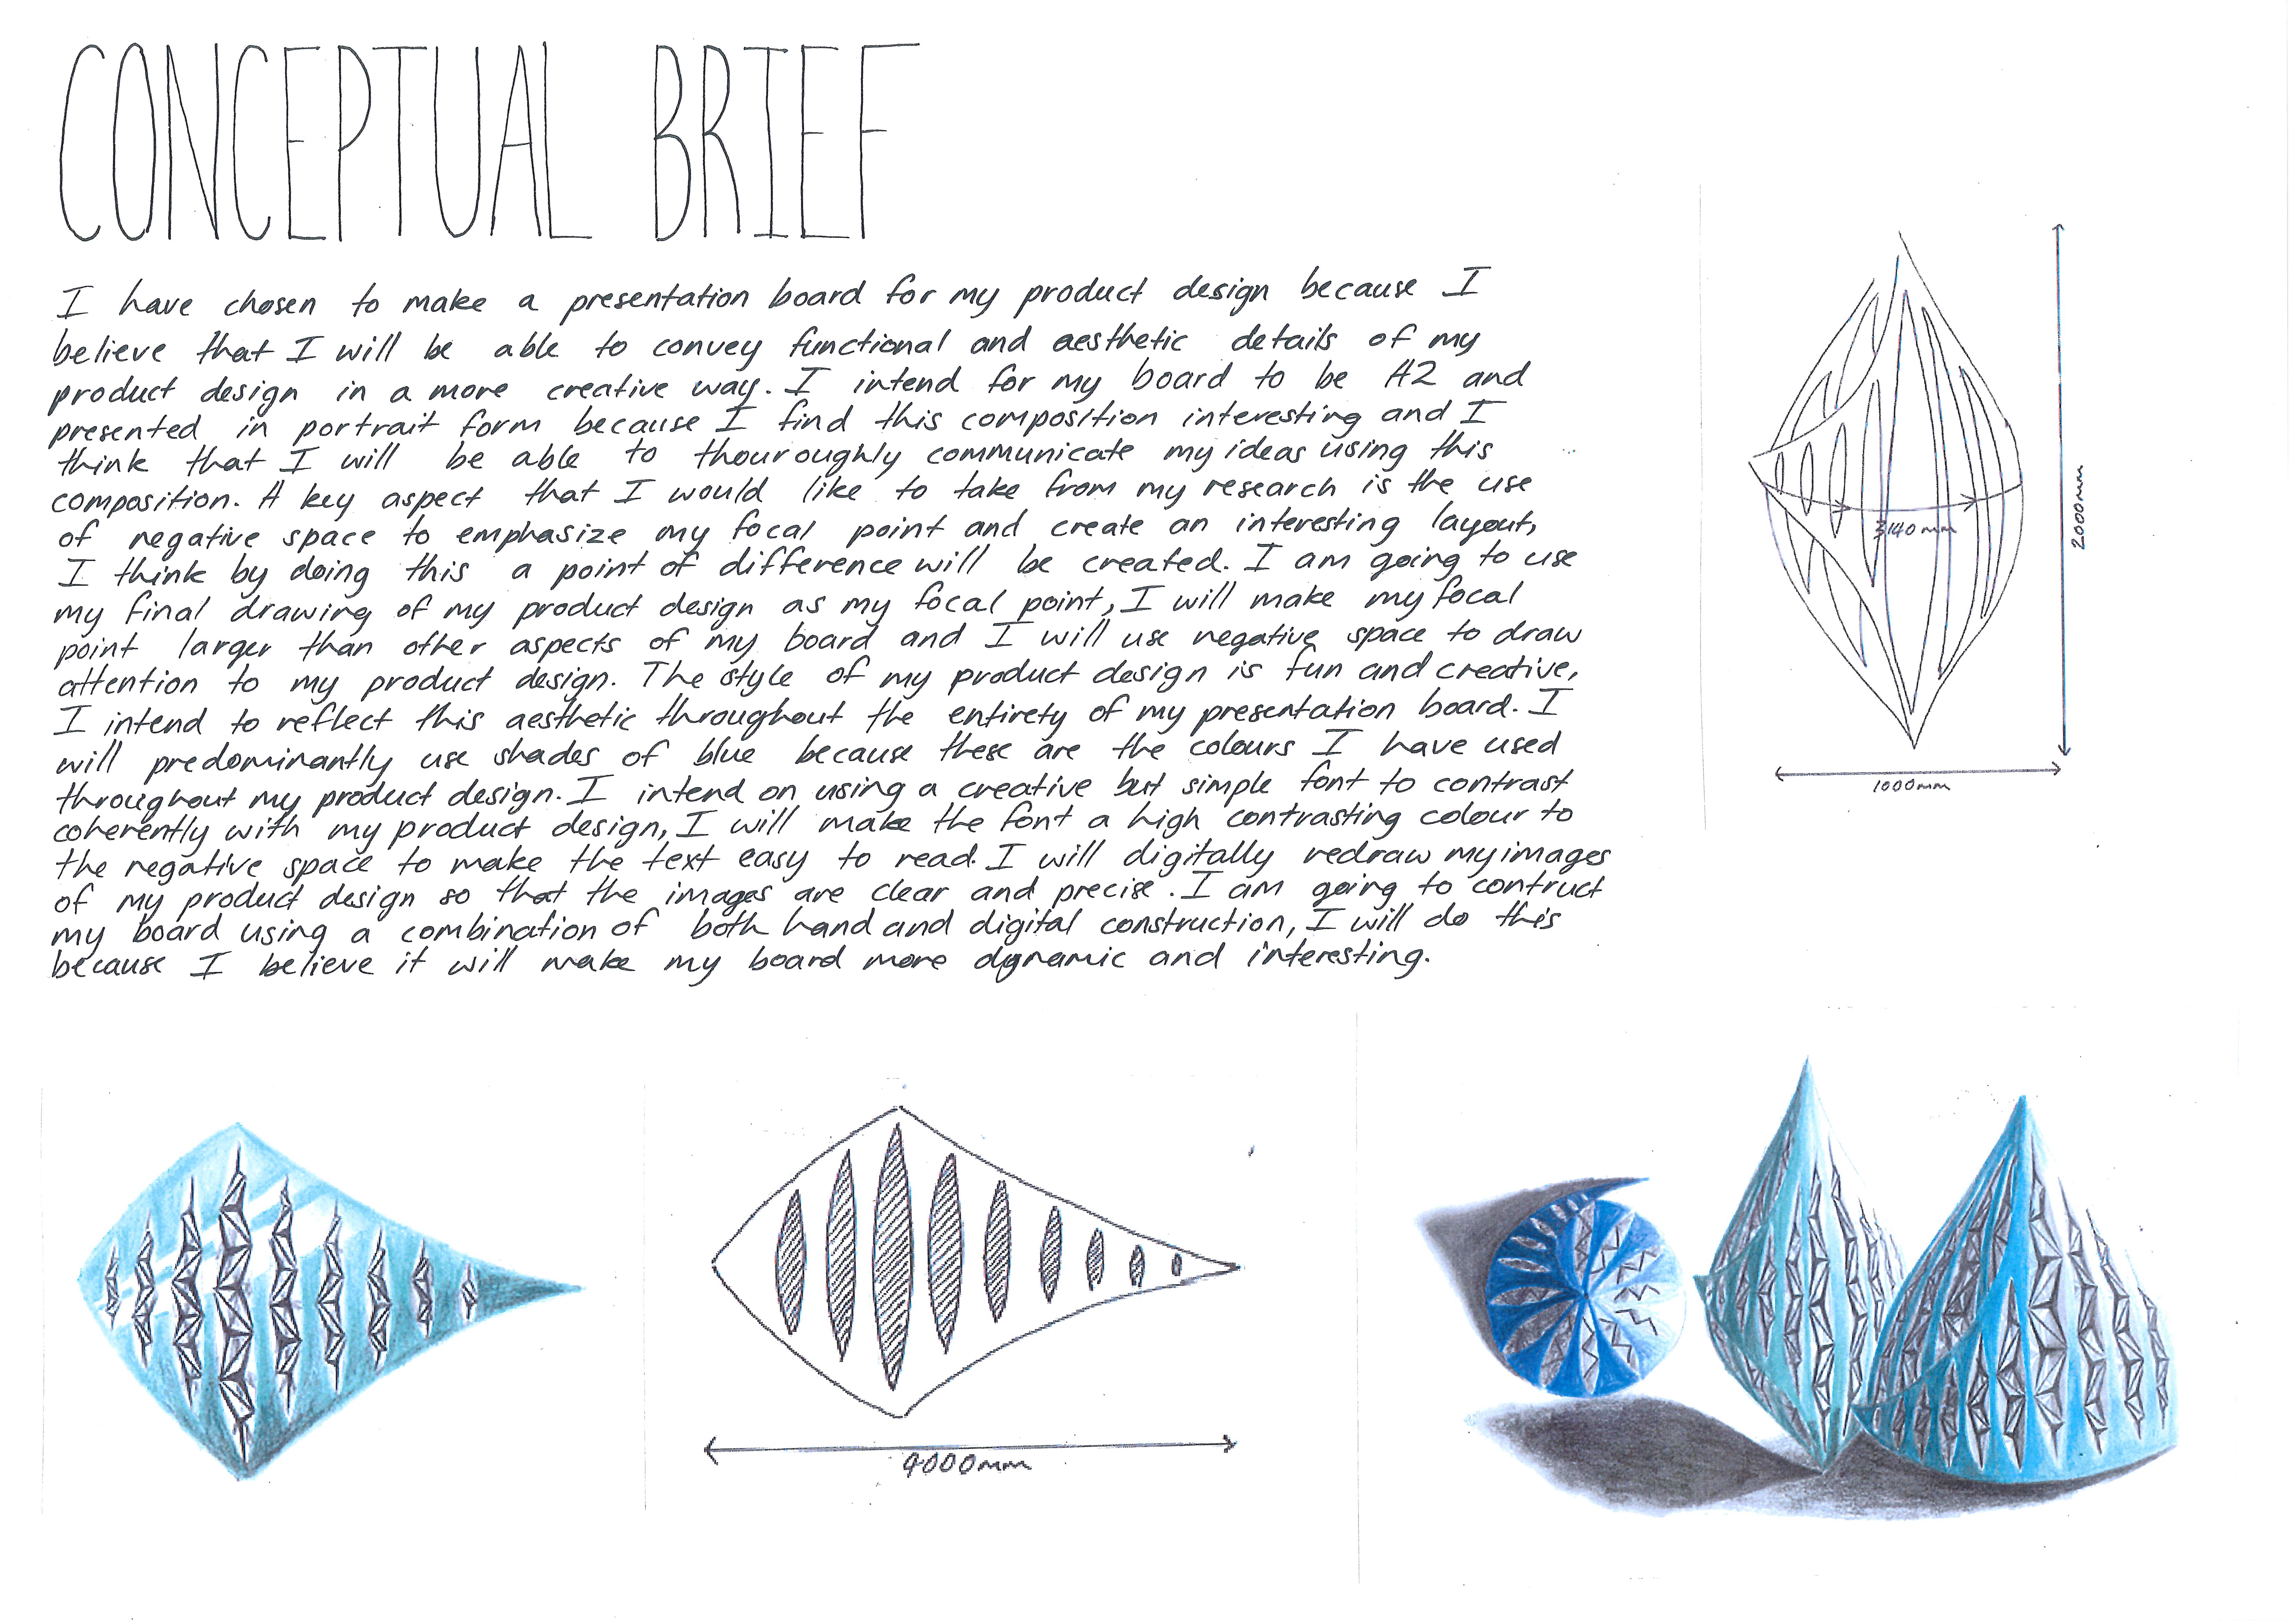 CONCEPTUAL BRIEF
I have chosen to make a presentation board for my product design because I
believe that I will be able to convey functional and aesthetic details of my
product design in a more creative way. I intend for my board to be A2 and
presented in portrait form because I find this composition interesting and I
think that I will be able to thouroughly communicate my ideas using this
composition. A key aspect that I would like to take from my research is the use
of negative space to emphasize my focal point and create an interesting layout,
I think by doing this a point of difference will be created. I am going to use
my final drawing of my product design as my focal point, I will make my focal
point larger than other aspects of my board and I will use negative space to draw
attention to my product design. The style of my product design is fun and creative,
I intend to reflect this aesthetic throughout the entirety of my presentation board. I
will predominantly use shades of blue because these are the colours I have used
throughout my product design. I intend on using a creative but simple font to contrast
coherently with my product design, I will make the font a high contrasting colour to
the negative space to make the text easy to read. I will digitally redraw my images
of my product design so that the images are clear and precise. I am going to contruct
my board using a combination of both hand and digital construction, I will do this
because I believe it will make my board more dynamic and interesting.
3140mm
2000mm
1000mm
4000mm